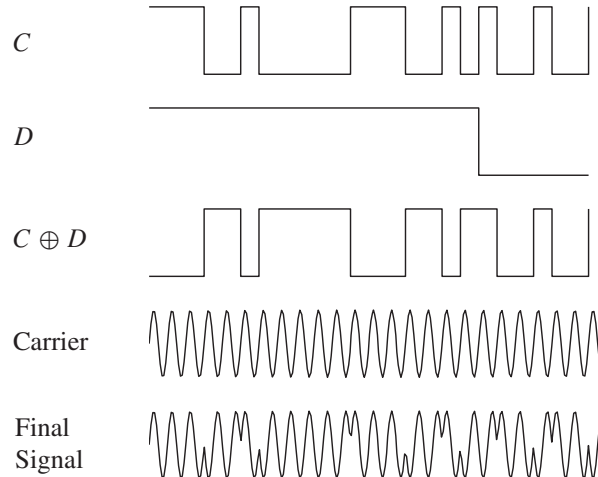 C
D
C ⊕ D
Carrier
Final
Signal